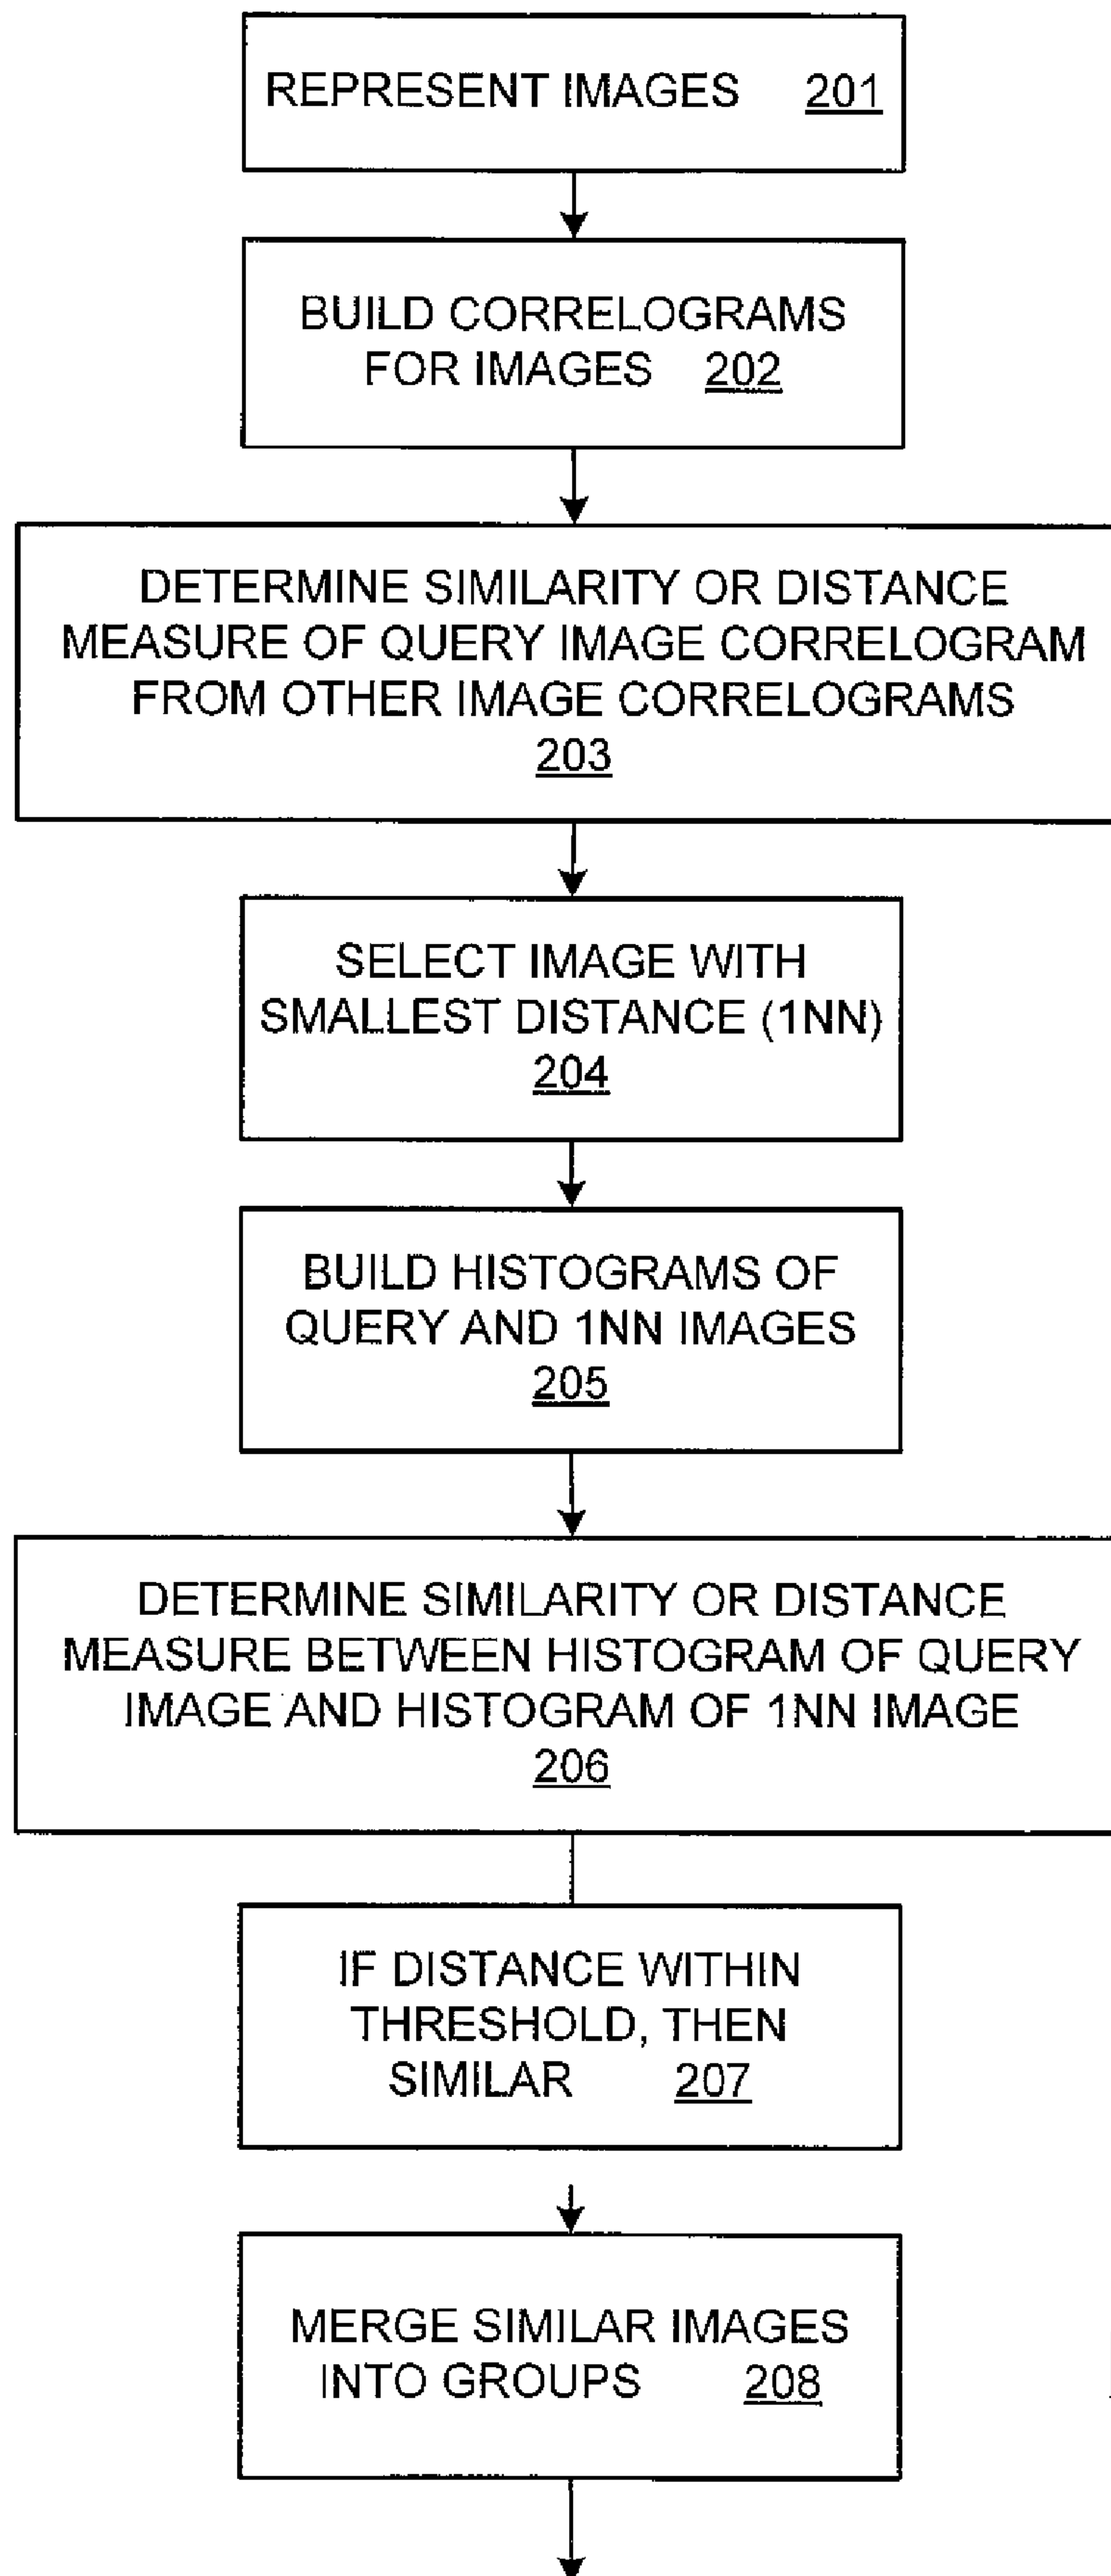 REPRESENT IMAGES 201
BUILD CORRELOGRAMS
FOR IMAGES 202
DETERMINE SIMILARITY OR DISTANCE
MEASURE OF QUERY IMAGE CORRELOGRAM
FROM OTHER IMAGE CORRELOGRAMS
203
SELECT IMAGE WITH
SMALLEST DISTANCE (1NN)
204
BUILD HISTOGRAMS OF
QUERY AND 1NN IMAGES
205
DETERMINE SIMILARITY OR DISTANCE
MEASURE BETWEEN HISTOGRAM OF QUERY
IMAGE AND HISTOGRAM OF 1NN IMAGE
206
IF DISTANCE WITHIN
THRESHOLD, THEN
SIMILAR 207
MERGE SIMILAR IMAGES
INTO GROUPS 208